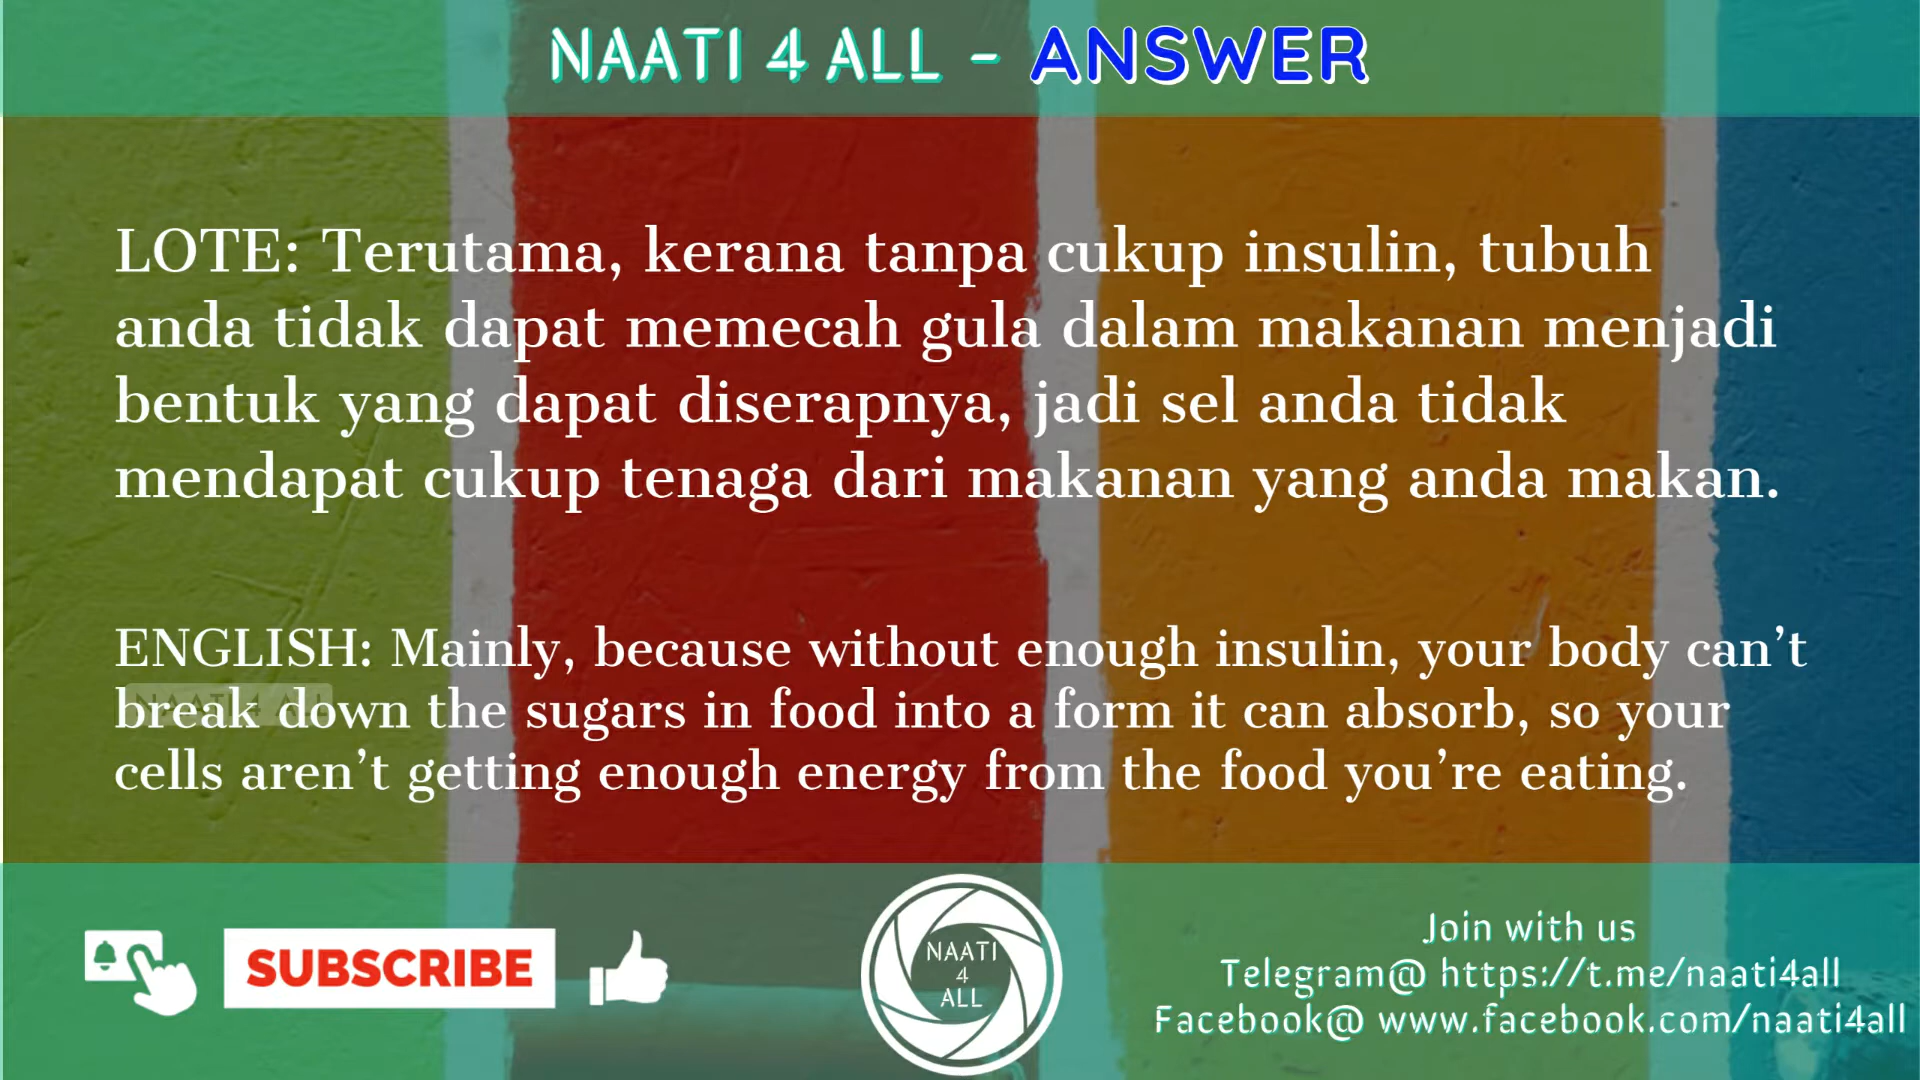 NAATI 4 ALL - ANSWER
LOTE: Terutama, kerana tanpa cukup insulin, tubuh
anda tidak dapat memecah gula dalam makanan menjadi
bentuk yang dapat diserapnya, jadi sel anda tidak
mendapat cukup tenaga dari makanan yang anda makan.
ENGLISH: Mainly, because without enough insulin, your body can't
break down the sugars in food into a form it can absorb, so your
cells aren't getting enough energy from the food you're eating.
NAATI 4 ALL
SUBSCRIBE
NAATI
4
ALL
Join with us
Telegram@ https://t.me/naati4all
Facebook@ www.facebook.com/naati4all